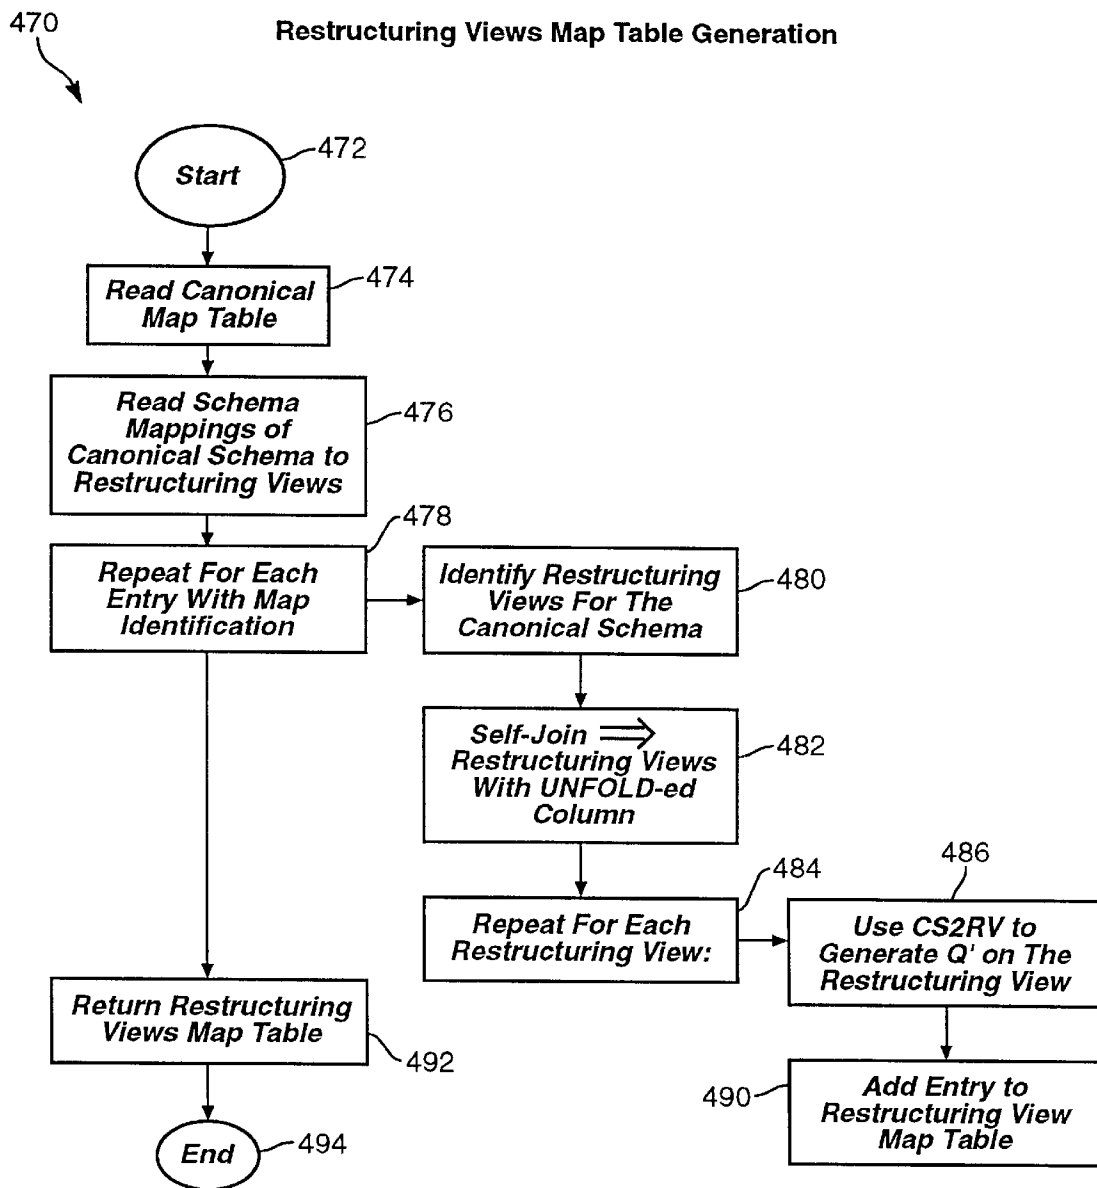 470
Restructuring Views Map Table Generation
Start
472
Read Canonical
Map Table
474
Read Schema
Mappings of
Canonical Schema to
Restructuring Views
476
Repeat For Each
Entry With Map
Identification
478
Identify Restructuring
Views For The
Canonical Schema
480
Self-Join ⇒
Restructuring Views
With UNFOLD-ed
Column
482
Repeat For Each
Restructuring View:
484
486
Use CS2RV to
Generate Q' on The
Restructuring View
490
Add Entry to
Restructuring View
Map Table
Return Restructuring
Views Map Table
492
End
494